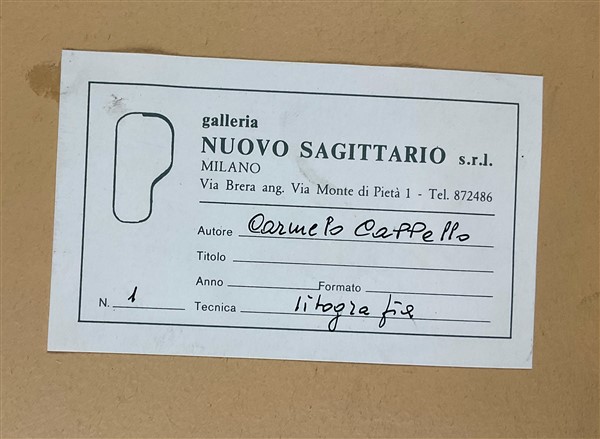 galleria
NUOVO SAGITTARIO s.r.l.
MILANO
Via Brera ang. Via Monte di Pietà 1 - Tel. 872486
Autore Carmelo Cappello
Titolo
Anno Formato
N. 1 Tecnica litografia